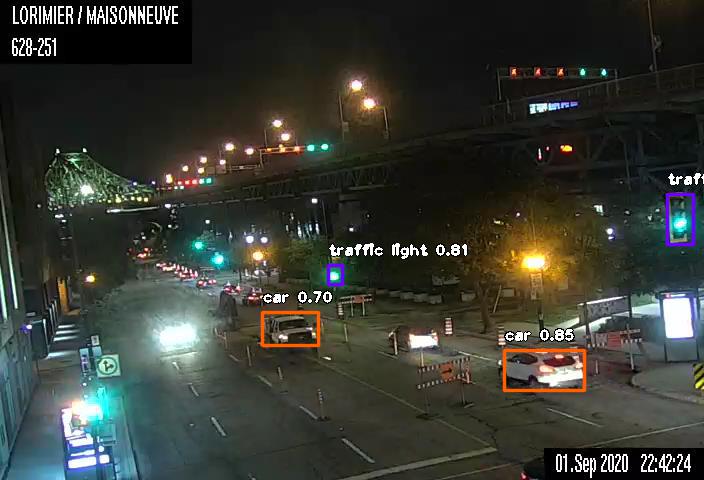 LORIMIER / MAISONNEUVE
628-251
traff
traffic light 0.81
car 0.70
car 0.85
01.Sep 2020 22:42:24